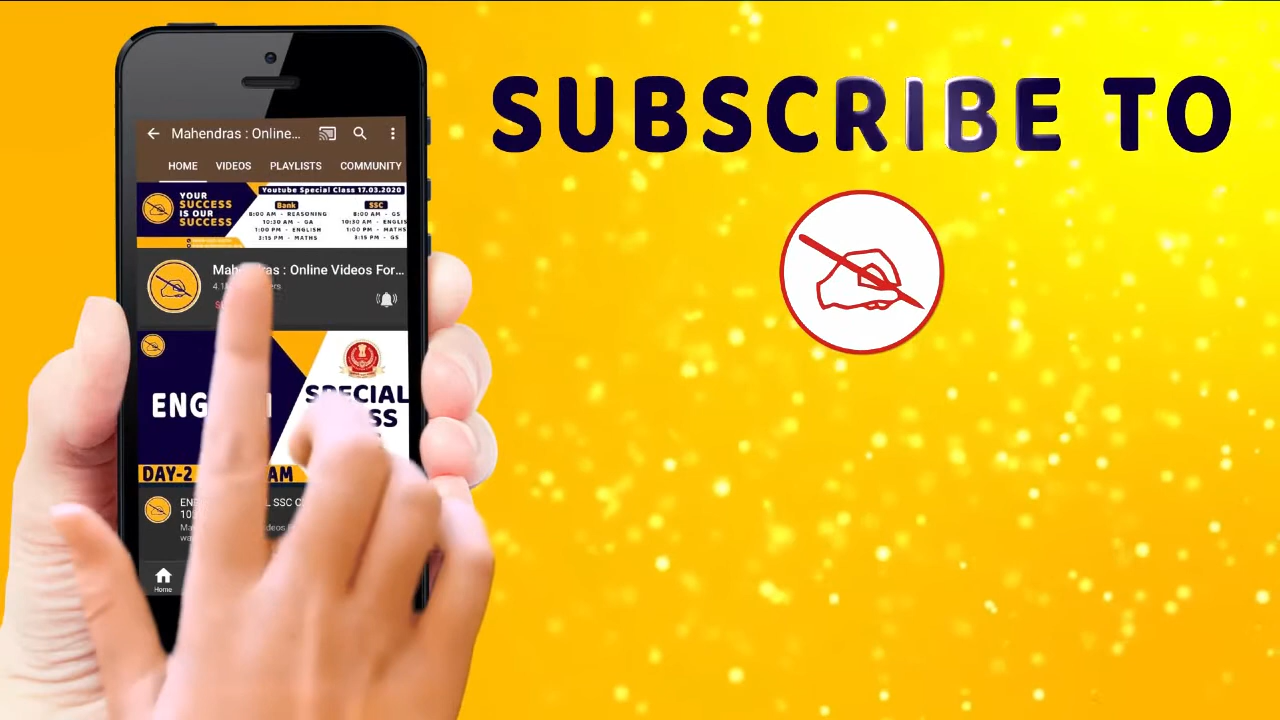 SUBSCRIBE TO
Mahendras : Online...
HOME VIDEOS PLAYLISTS COMMUNITY
YOUR
SUCCESS
IS OUR
SUCCESS
Youtube Special Class 17.03.2020
Bank SSC
8:00 AM - REASONING 8:00 AM - GS
10:30 AM - GA 10:30 AM - ENGLIS
1:00 PM - ENGLISH 1:00 PM - MATHS
3:15 PM - MATHS 3:15 PM - GS
: Online Videos For...
SPECIAL
DAY-2 AM
SSC
Home